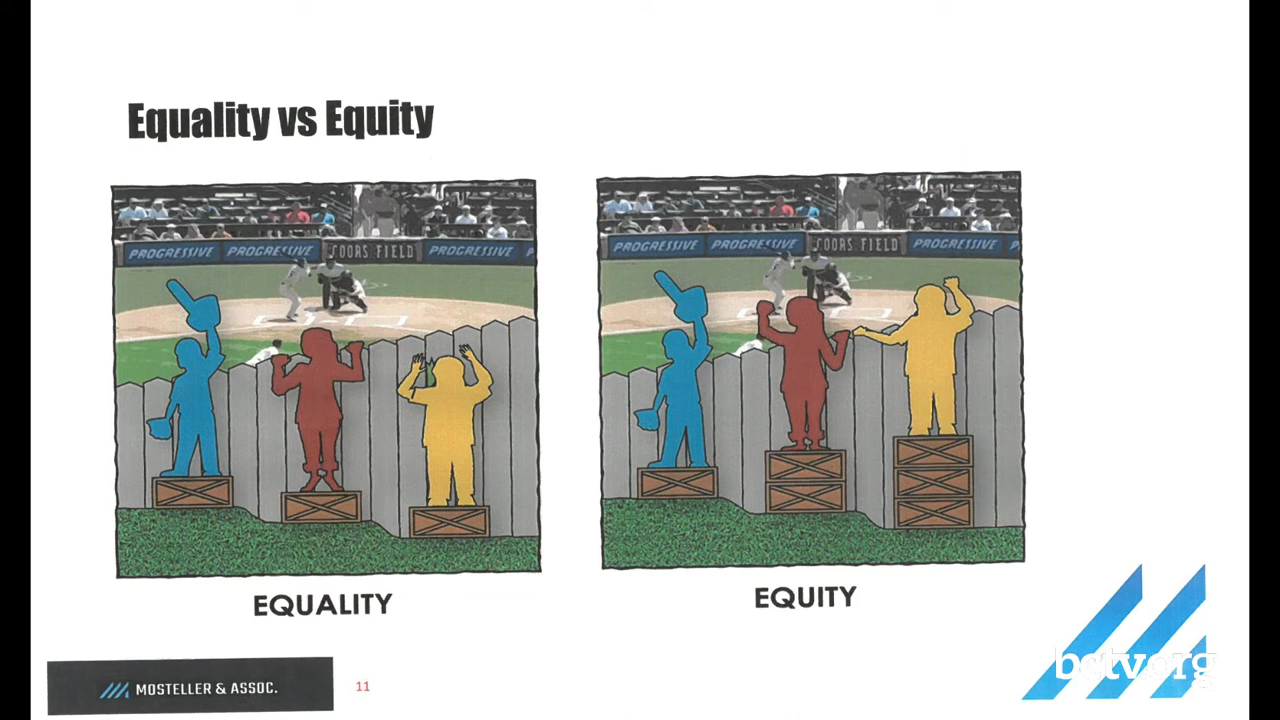 Equality vs Equity
PROGRESSIVE PROGRESSIVE COORS FIELD PROGRESSIVE
PROGRESSIVE PROGRESSIVE COORS FIELD PROGRESSIVE
EQUALITY
EQUITY
MOSTELLER & ASSOC.
11
bctv.org